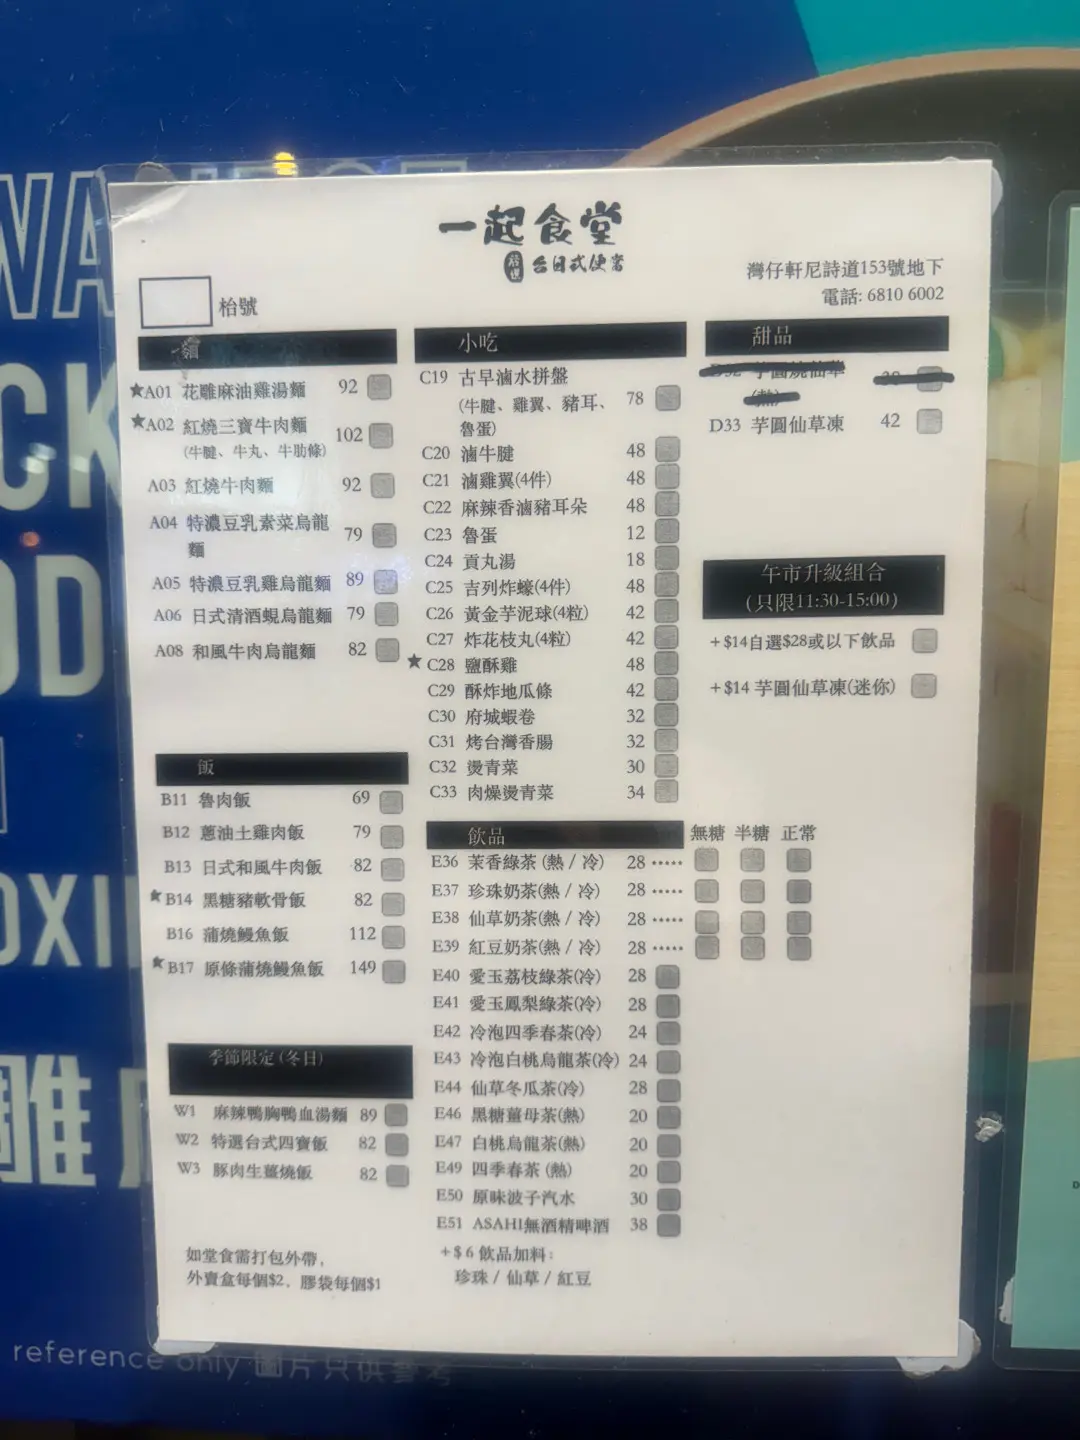 一起食堂
台日式便當
灣仔軒尼詩道153號地下
電話: 6810 6002
枱號
麵
★A01 花雕麻油雞湯麵 92
★A02 紅燒三寶牛肉麵 102
(牛腱、牛丸、牛肋條)
A03 紅燒牛肉麵 92
A04 特濃豆乳素菜烏龍
麵 79
A05 特濃豆乳雞烏龍麵 89
A06 日式清酒蜆烏龍麵 79
A08 和風牛肉烏龍麵 82
飯
B11 魯肉飯 69
B12 蔥油土雞肉飯 79
B13 日式和風牛肉飯 82
★B14 黑糖豬軟骨飯 82
B16 蒲燒鰻魚飯 112
★B17 原條蒲燒鰻魚飯 149
季節限定 (冬日)
W1 麻辣鴨胸鴨血湯麵 89
W2 特選台式四寶飯 82
W3 豚肉生薑燒飯 82
如堂食需打包外帶,
外賣盒每個$2, 膠袋每個$1
小吃
C19 古早滷水拼盤
(牛腱、雞翼、豬耳、 78
魯蛋)
C20 滷牛腱 48
C21 滷雞翼(4件) 48
C22 麻辣香滷豬耳朵 48
C23 魯蛋 12
C24 貢丸湯 18
C25 吉列炸蠔(4件) 48
C26 黃金芋泥球(4粒) 42
C27 炸花枝丸(4粒) 42
★ C28 鹽酥雞 48
C29 酥炸地瓜條 42
C30 府城蝦卷 32
C31 烤台灣香腸 32
C32 燙青菜 30
C33 肉燥燙青菜 34
飲品 無糖 半糖 正常
E36 茉香綠茶 (熱 / 冷) 28 •••••
E37 珍珠奶茶(熱 / 冷) 28 •••••
E38 仙草奶茶(熱 / 冷) 28 •••••
E39 紅豆奶茶(熱 / 冷) 28 •••••
E40 愛玉荔枝綠茶(冷) 28
E41 愛玉鳳梨綠茶(冷) 28
E42 冷泡四季春茶(冷) 24
E43 冷泡白桃烏龍茶(冷) 24
E44 仙草冬瓜茶(冷) 28
E46 黑糖薑母茶(熱) 20
E47 白桃烏龍茶(熱) 20
E49 四季春茶 (熱) 20
E50 原味波子汽水 30
E51 ASAHI無酒精啤酒 38
+$6 飲品加料:
珍珠 / 仙草 / 紅豆
甜品
芋圓燒仙草
(熱)
D33 芋圓仙草凍 42
午市升級組合
(只限11:30-15:00)
+$14自選$28或以下飲品
+$14 芋圓仙草凍(迷你)
reference only 圖片只供參考